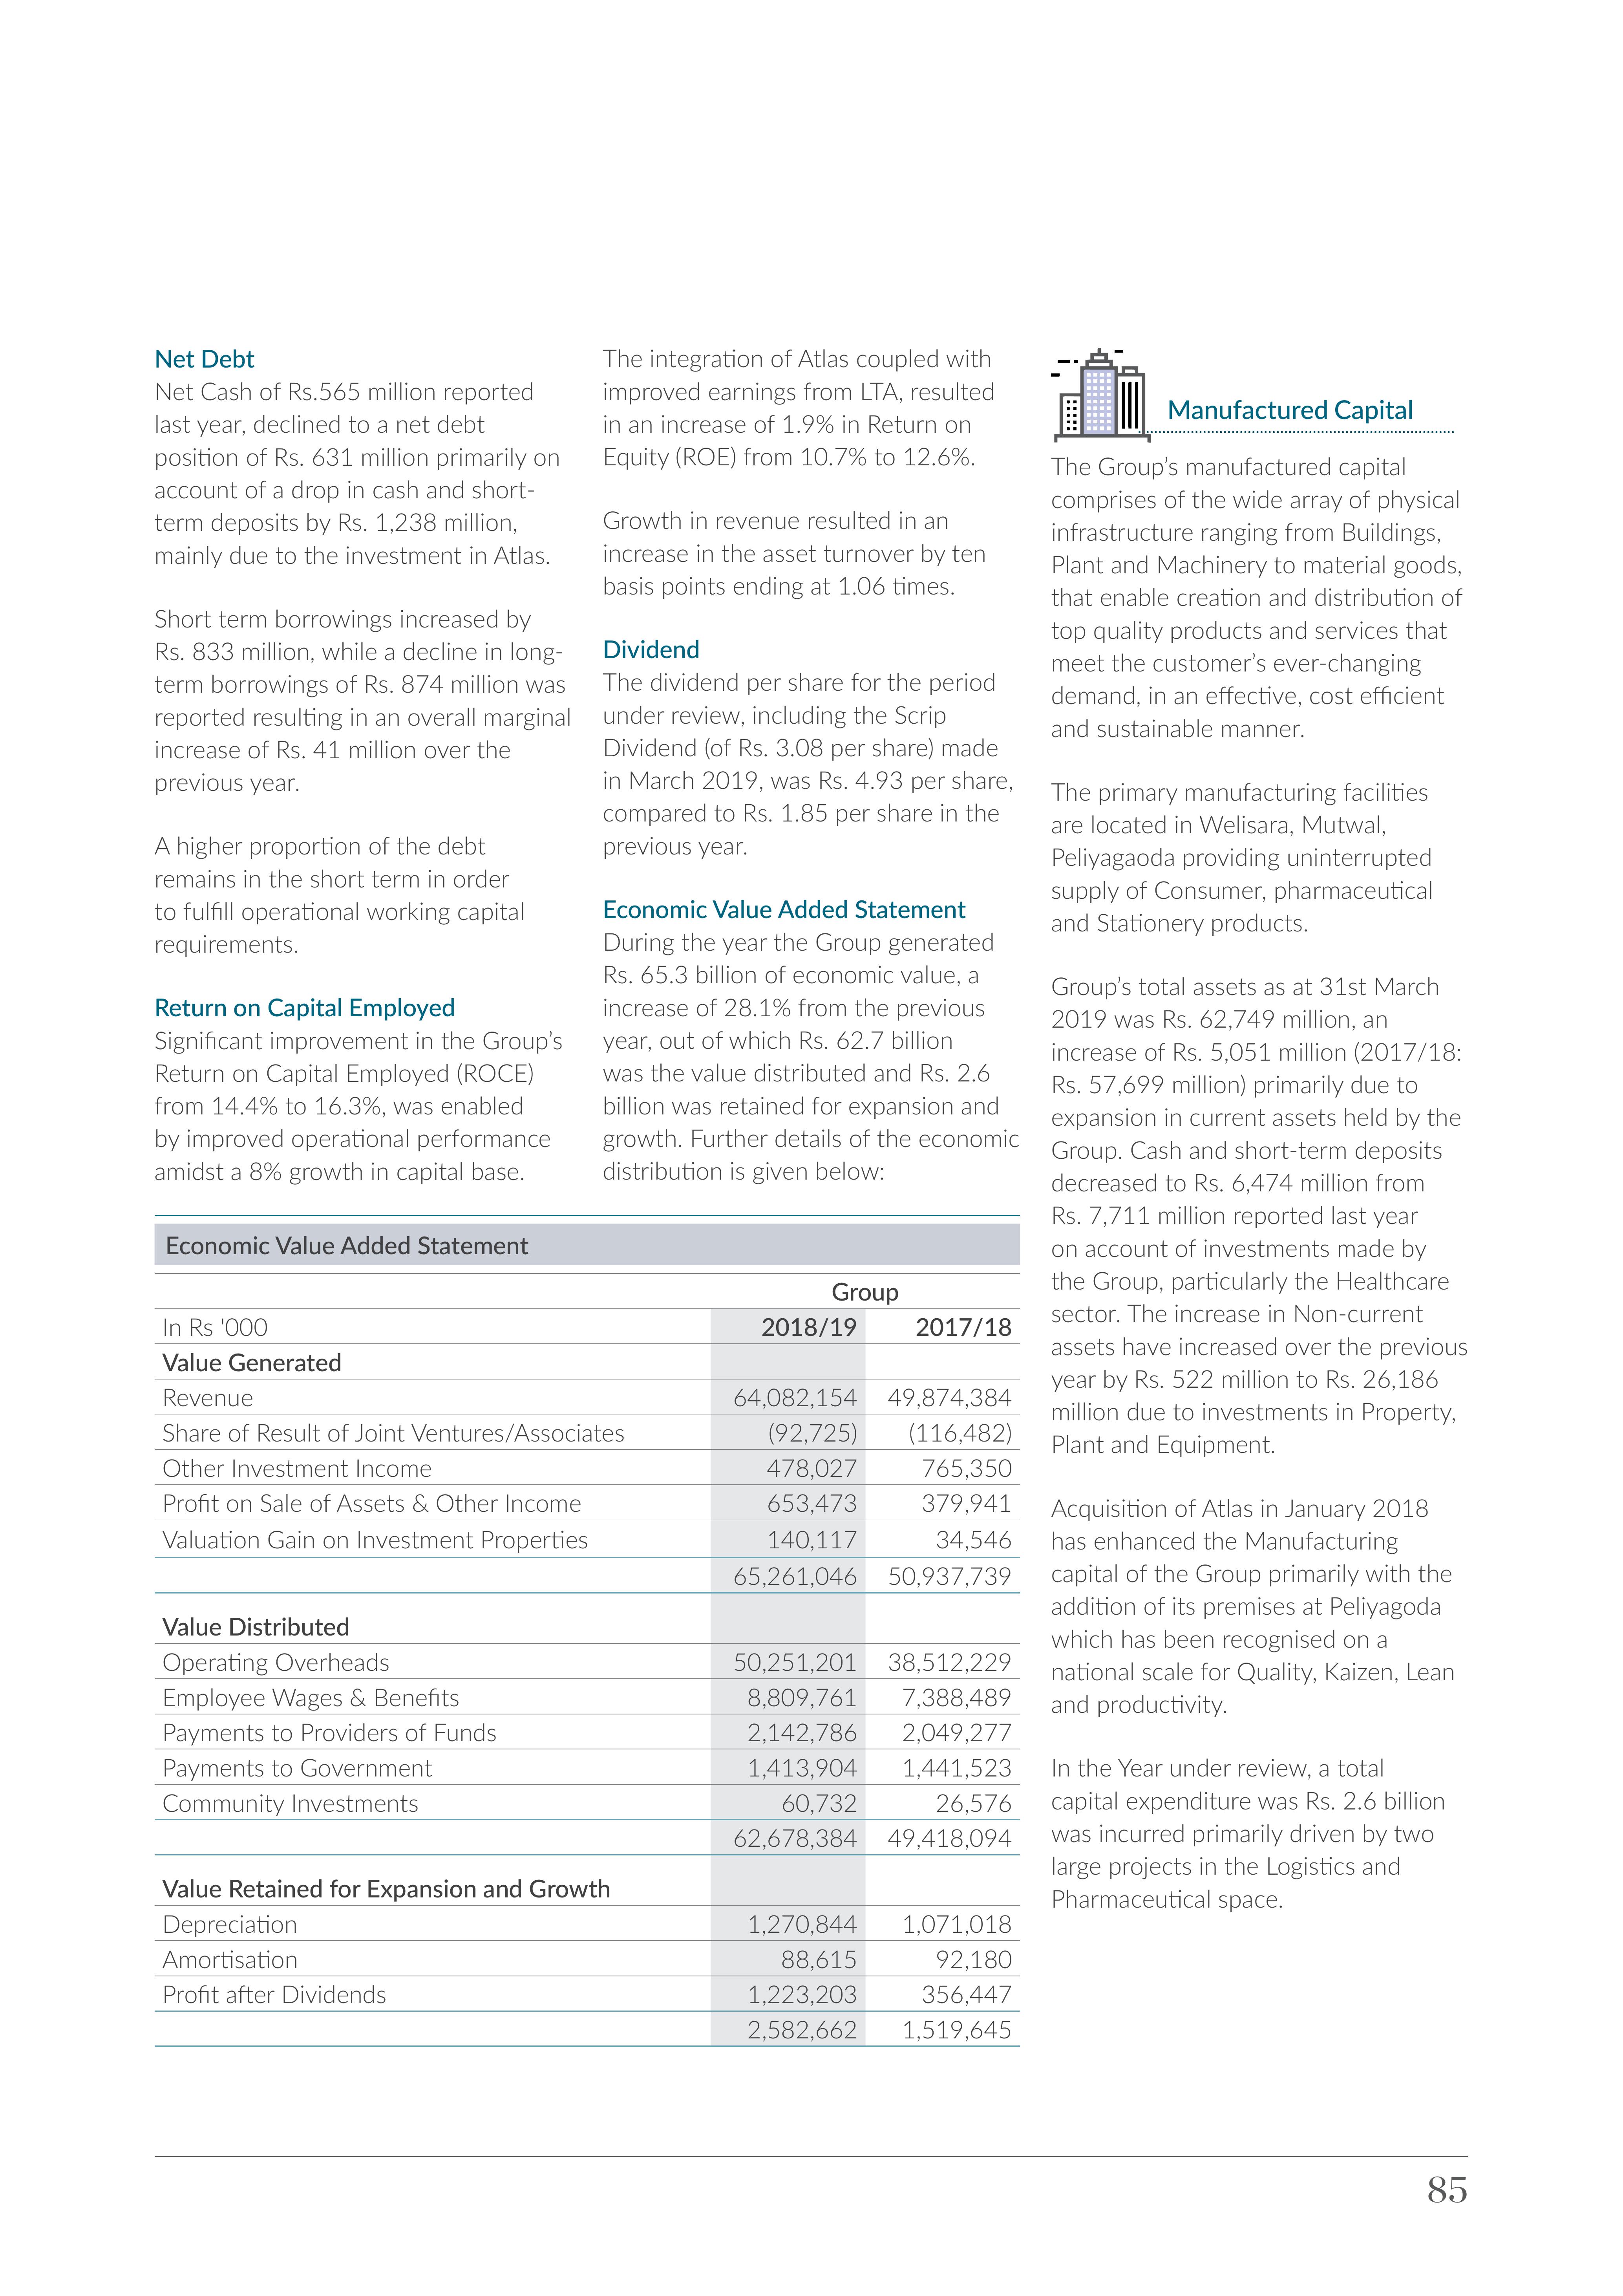 Net Debt
Net Cash of Rs.565 million reported
last year, declined to a net debt
position of Rs. 631 million primarily on
account of a drop in cash and short-
term deposits by Rs. 1,238 million,
mainly due to the investment in Atlas.
Short term borrowings increased by
Rs. 833 million, while a decline in long-
term borrowings of Rs. 874 million was
reported resulting in an overall marginal
increase of Rs. 41 million over the
previous year.
A higher proportion of the debt
remains in the short term in order
to fulfill operational working capital
requirements.
Return on Capital Employed
Significant improvement in the Group's
Return on Capital Employed (ROCE)
from 14.4% to 16.3%, was enabled
by improved operational performance
amidst a 8% growth in capital base.
The integration of Atlas coupled with
improved earnings from LTA, resulted
in an increase of 1.9% in Return on
Equity (ROE) from 10.7% to 12.6%.
Growth in revenue resulted in an
increase in the asset turnover by ten
basis points ending at 1.06 times.
Dividend
The dividend per share for the period
under review, including the Scrip
Dividend (of Rs. 3.08 per share) made
in March 2019, was Rs. 4.93 per share,
compared to Rs. 1.85 per share in the
previous year.
Economic Value Added Statement
During the year the Group generated
Rs. 65.3 billion of economic value, a
increase of 28.1% from the previous
year, out of which Rs. 62.7 billion
was the value distributed and Rs. 2.6
billion was retained for expansion and
growth. Further details of the economic
distribution is given below:
Economic Value Added Statement
Group
In Rs '000 2018/19 2017/18
Value Generated
Revenue 64,082,154 49,874,384
Share of Result of Joint Ventures/Associates (92,725) (116,482)
Other Investment Income 478,027 765,350
Profit on Sale of Assets & Other Income 653,473 379,941
Valuation Gain on Investment Properties 140,117 34,546
65,261,046 50,937,739
Value Distributed
Operating Overheads 50,251,201 38,512,229
Employee Wages & Benefits 8,809,761 7,388,489
Payments to Providers of Funds 2,142,786 2,049,277
Payments to Government 1,413,904 1,441,523
Community Investments 60,732 26,576
62,678,384 49,418,094
Value Retained for Expansion and Growth
Depreciation 1,270,844 1,071,018
Amortisation 88,615 92,180
Profit after Dividends 1,223,203 356,447
2,582,662 1,519,645
Manufactured Capital
The Group's manufactured capital
comprises of the wide array of physical
infrastructure ranging from Buildings,
Plant and Machinery to material goods,
that enable creation and distribution of
top quality products and services that
meet the customer's ever-changing
demand, in an effective, cost efficient
and sustainable manner.
The primary manufacturing facilities
are located in Welisara, Mutwal,
Peliyagaoda providing uninterrupted
supply of Consumer, pharmaceutical
and Stationery products.
Group's total assets as at 31st March
2019 was Rs. 62,749 million, an
increase of Rs. 5,051 million (2017/18:
Rs. 57,699 million) primarily due to
expansion in current assets held by the
Group. Cash and short-term deposits
decreased to Rs. 6,474 million from
Rs. 7,711 million reported last year
on account of investments made by
the Group, particularly the Healthcare
sector. The increase in Non-current
assets have increased over the previous
year by Rs. 522 million to Rs. 26,186
million due to investments in Property,
Plant and Equipment.
Acquisition of Atlas in January 2018
has enhanced the Manufacturing
capital of the Group primarily with the
addition of its premises at Peliyagoda
which has been recognised on a
national scale for Quality, Kaizen, Lean
and productivity.
In the Year under review, a total
capital expenditure was Rs. 2.6 billion
was incurred primarily driven by two
large projects in the Logistics and
Pharmaceutical space.
85